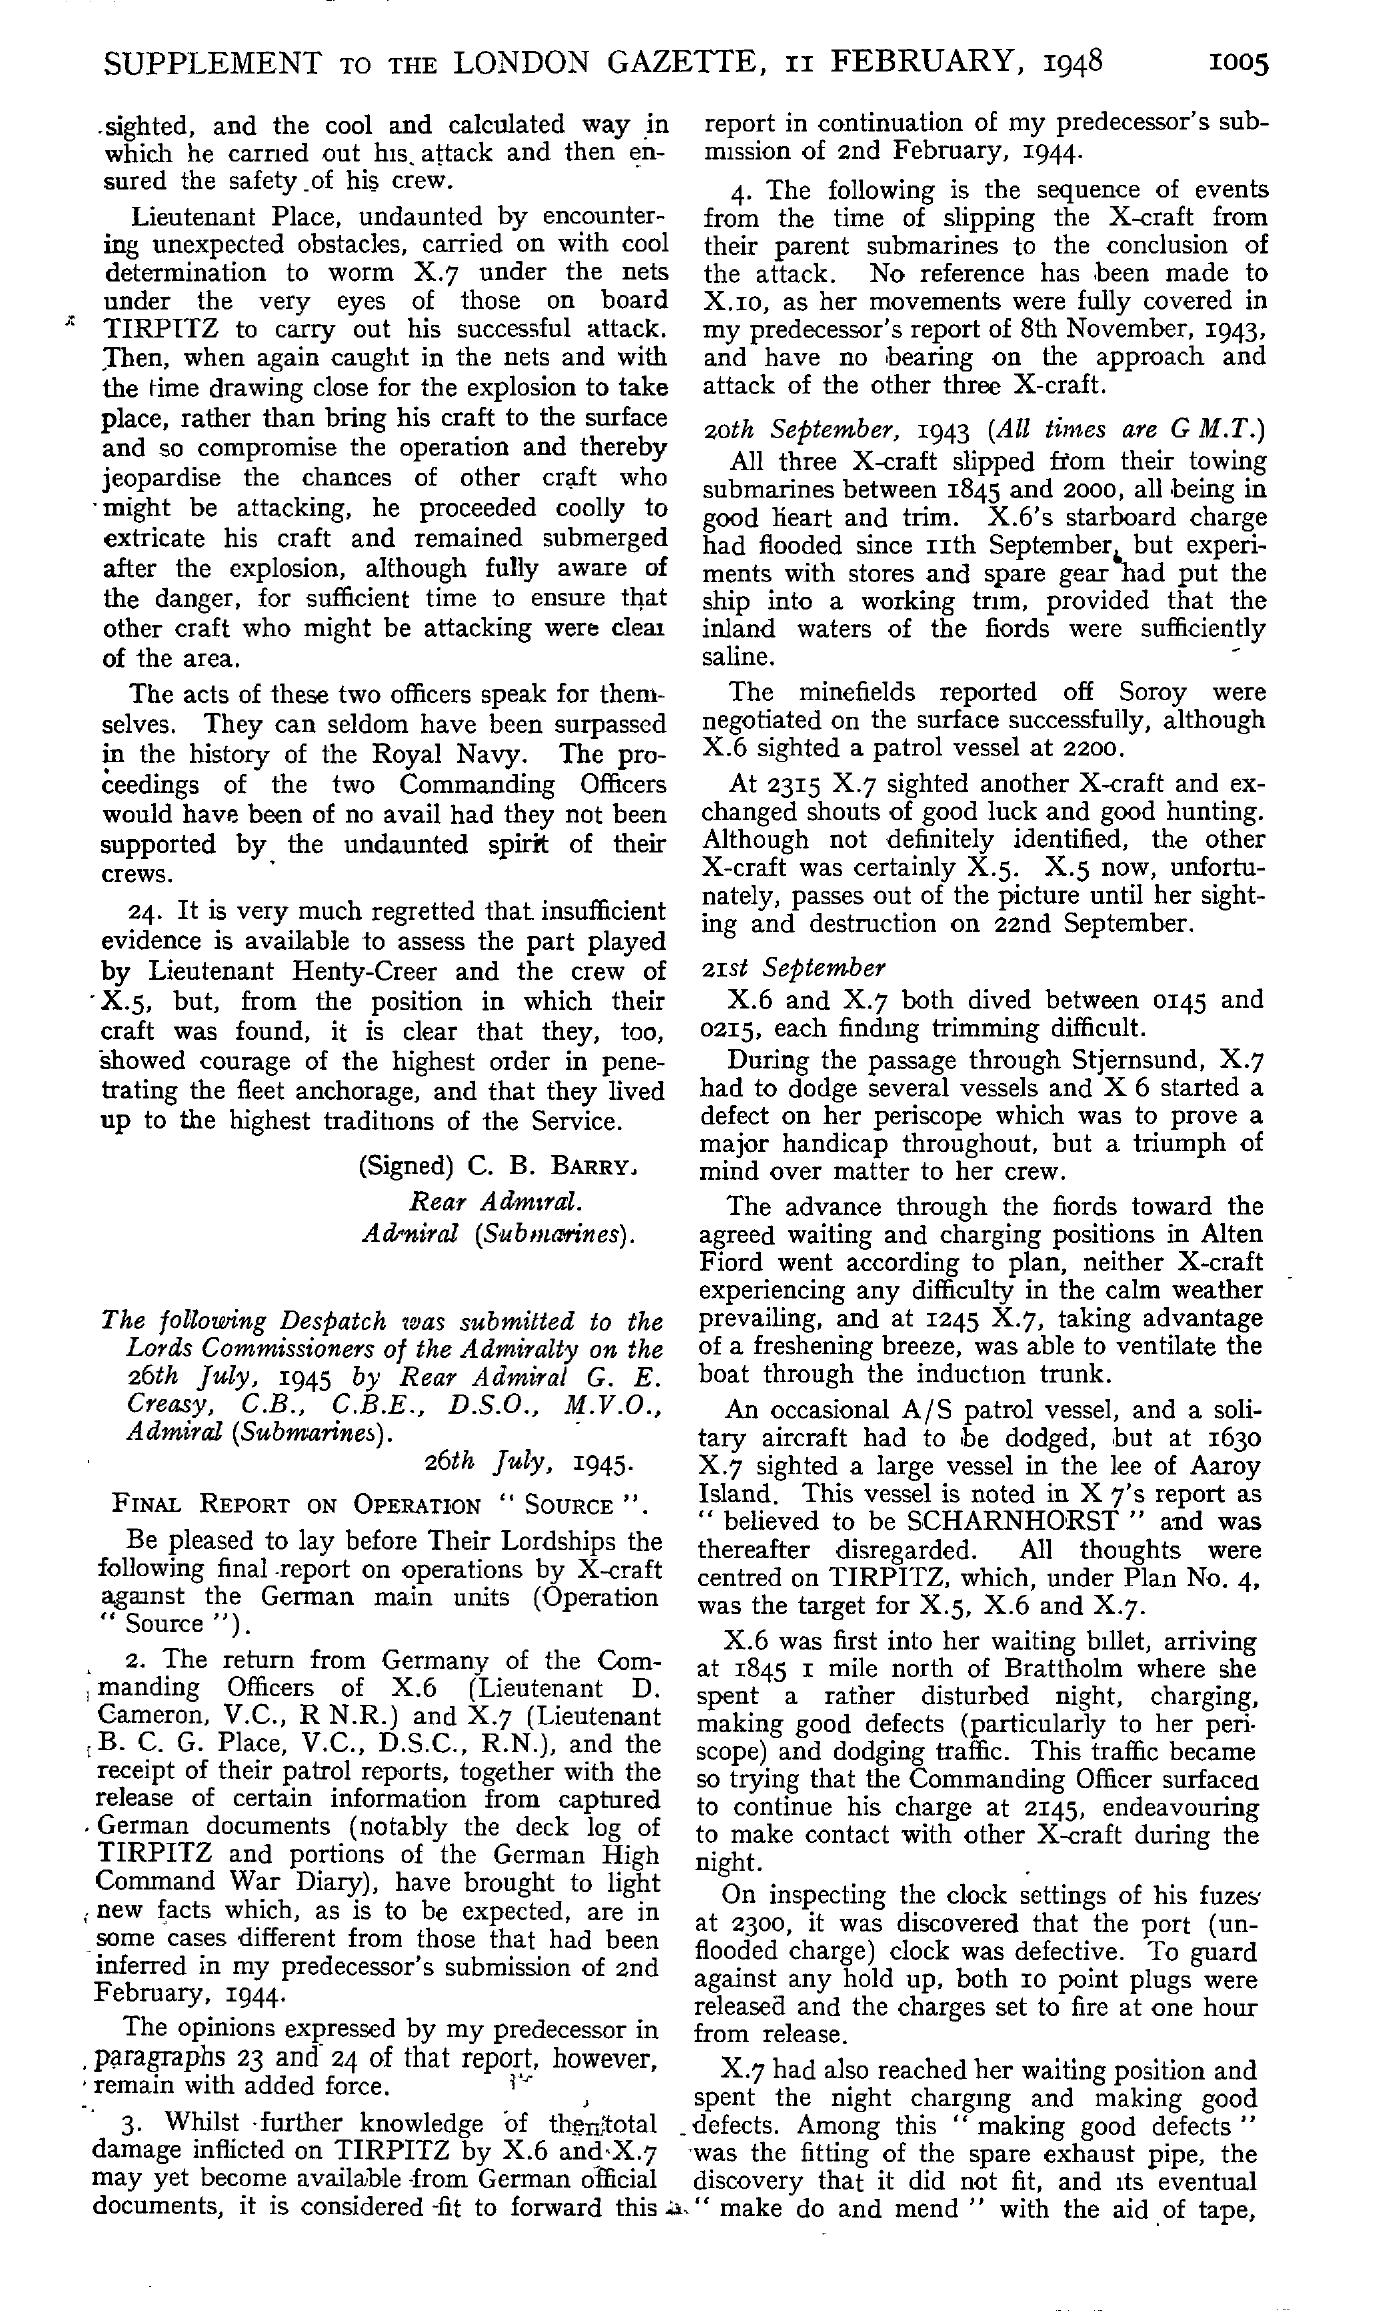 SUPPLEMENT TO THE LONDON GAZETTE, 11 FEBRUARY, 1948 1005
sighted, and the cool and calculated way in
which he carried out his attack and then en-
sured the safety of his crew.
Lieutenant Place, undaunted by encounter-
ing unexpected obstacles, carried on with cool
determination to worm X.7 under the nets
under the very eyes of those on board
TIRPITZ to carry out his successful attack.
Then, when again caught in the nets and with
the time drawing close for the explosion to take
place, rather than bring his craft to the surface
and so compromise the operation and thereby
jeopardise the chances of other craft who
might be attacking, he proceeded coolly to
extricate his craft and remained submerged
after the explosion, although fully aware of
the danger, for sufficient time to ensure that
other craft who might be attacking were clear
of the area.
The acts of these two officers speak for them-
selves. They can seldom have been surpassed
in the history of the Royal Navy. The pro-
ceedings of the two Commanding Officers
would have been of no avail had they not been
supported by the undaunted spirit of their
crews.
24. It is very much regretted that insufficient
evidence is available to assess the part played
by Lieutenant Henty-Creer and the crew of
X.5, but, from the position in which their
craft was found, it is clear that they, too,
showed courage of the highest order in pene-
trating the fleet anchorage, and that they lived
up to the highest traditions of the Service.
(Signed) C. B. BARRY,
Rear Admiral.
Admiral (Submarines).
The following Despatch was submitted to the
Lords Commissioners of the Admiralty on the
26th July, 1945 by Rear Admiral G. E.
Creasy, C.B., C.B.E., D.S.O., M.V.O.,
Admiral (Submarines).
26th July, 1945.
FINAL REPORT ON OPERATION " SOURCE ".
Be pleased to lay before Their Lordships the
following final report on operations by X-craft
against the German main units (Operation
" Source ").
2. The return from Germany of the Com-
manding Officers of X.6 (Lieutenant D.
Cameron, V.C., R N.R.) and X.7 (Lieutenant
B. C. G. Place, V.C., D.S.C., R.N.), and the
receipt of their patrol reports, together with the
release of certain information from captured
German documents (notably the deck log of
TIRPITZ and portions of the German High
Command War Diary), have brought to light
new facts which, as is to be expected, are in
some cases different from those that had been
inferred in my predecessor's submission of 2nd
February, 1944.
The opinions expressed by my predecessor in
paragraphs 23 and 24 of that report, however,
remain with added force.
3. Whilst further knowledge of the total
damage inflicted on TIRPITZ by X.6 and X.7
may yet become available from German official
documents, it is considered fit to forward this
report in continuation of my predecessor's sub-
mission of 2nd February, 1944.
4. The following is the sequence of events
from the time of slipping the X-craft from
their parent submarines to the conclusion of
the attack. No reference has been made to
X.10, as her movements were fully covered in
my predecessor's report of 8th November, 1943,
and have no bearing on the approach and
attack of the other three X-craft.
20th September, 1943 (All times are G M.T.)
All three X-craft slipped from their towing
submarines between 1845 and 2000, all being in
good heart and trim. X.6's starboard charge
had flooded since 11th September, but experi-
ments with stores and spare gear had put the
ship into a working trim, provided that the
inland waters of the fiords were sufficiently
saline.
The minefields reported off Soroy were
negotiated on the surface successfully, although
X.6 sighted a patrol vessel at 2200.
At 2315 X.7 sighted another X-craft and ex-
changed shouts of good luck and good hunting.
Although not definitely identified, the other
X-craft was certainly X.5. X.5 now, unfortu-
nately, passes out of the picture until her sight-
ing and destruction on 22nd September.
21st September
X.6 and X.7 both dived between 0145 and
0215, each finding trimming difficult.
During the passage through Stjernsund, X.7
had to dodge several vessels and X 6 started a
defect on her periscope which was to prove a
major handicap throughout, but a triumph of
mind over matter to her crew.
The advance through the fiords toward the
agreed waiting and charging positions in Alten
Fiord went according to plan, neither X-craft
experiencing any difficulty in the calm weather
prevailing, and at 1245 X.7, taking advantage
of a freshening breeze, was able to ventilate the
boat through the induction trunk.
An occasional A/S patrol vessel, and a soli-
tary aircraft had to be dodged, but at 1630
X.7 sighted a large vessel in the lee of Aaroy
Island. This vessel is noted in X 7's report as
" believed to be SCHARNHORST " and was
thereafter disregarded. All thoughts were
centred on TIRPITZ, which, under Plan No. 4,
was the target for X.5, X.6 and X.7.
X.6 was first into her waiting billet, arriving
at 1845 1 mile north of Brattholm where she
spent a rather disturbed night, charging,
making good defects (particularly to her peri-
scope) and dodging traffic. This traffic became
so trying that the Commanding Officer surfaced
to continue his charge at 2145, endeavouring
to make contact with other X-craft during the
night.
On inspecting the clock settings of his fuzes
at 2300, it was discovered that the port (un-
flooded charge) clock was defective. To guard
against any hold up, both 10 point plugs were
released and the charges set to fire at one hour
from release.
X.7 had also reached her waiting position and
spent the night charging and making good
defects. Among this " making good defects "
was the fitting of the spare exhaust pipe, the
discovery that it did not fit, and its eventual
" make do and mend " with the aid of tape,